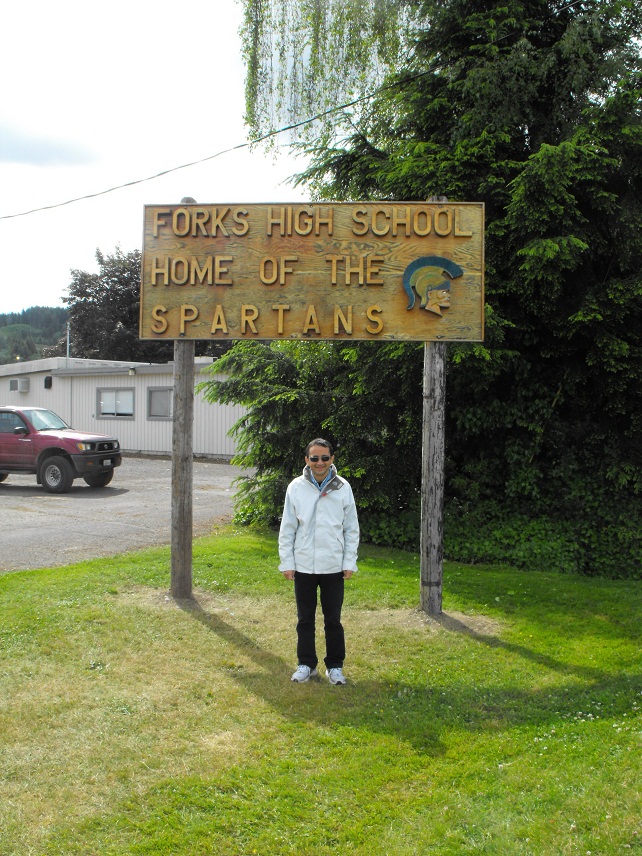 FORKS HIGH SCHOOL
HOME OF THE
SPARTANS